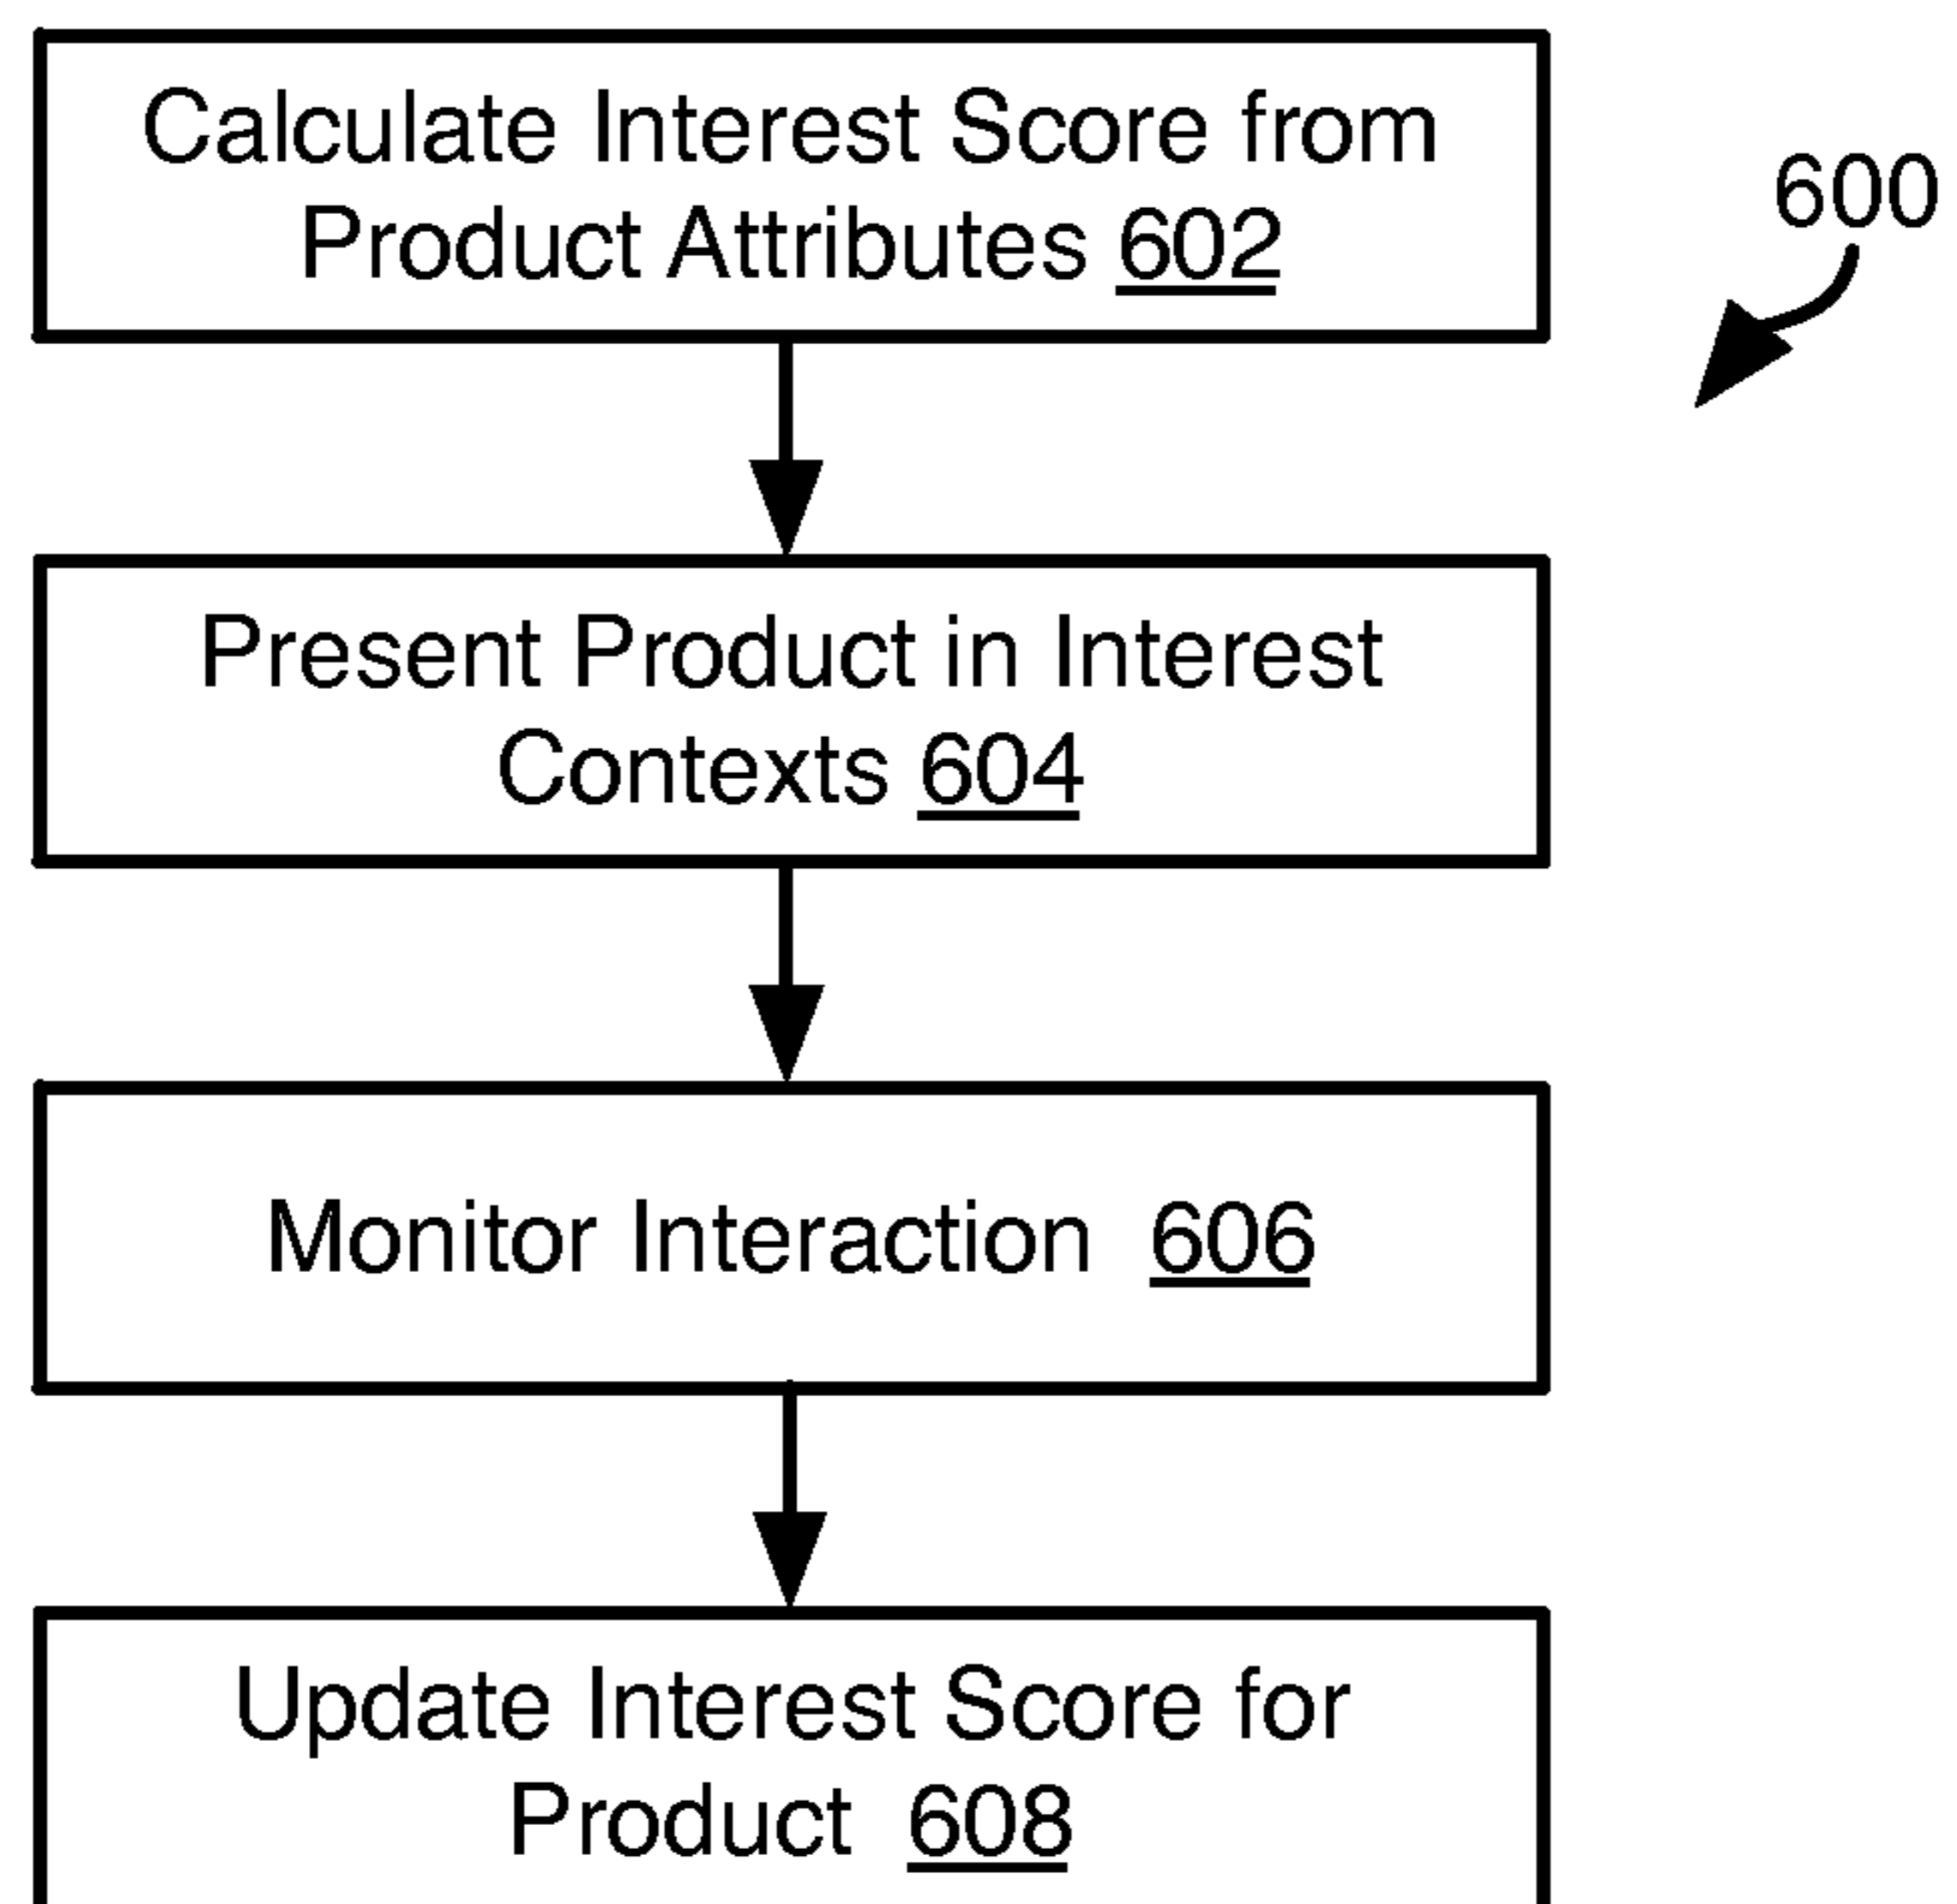 Calculate Interest Score from
Product Attributes 602
600
Present Product in Interest
Contexts 604
Monitor Interaction 606
Update Interest Score for
Product 608